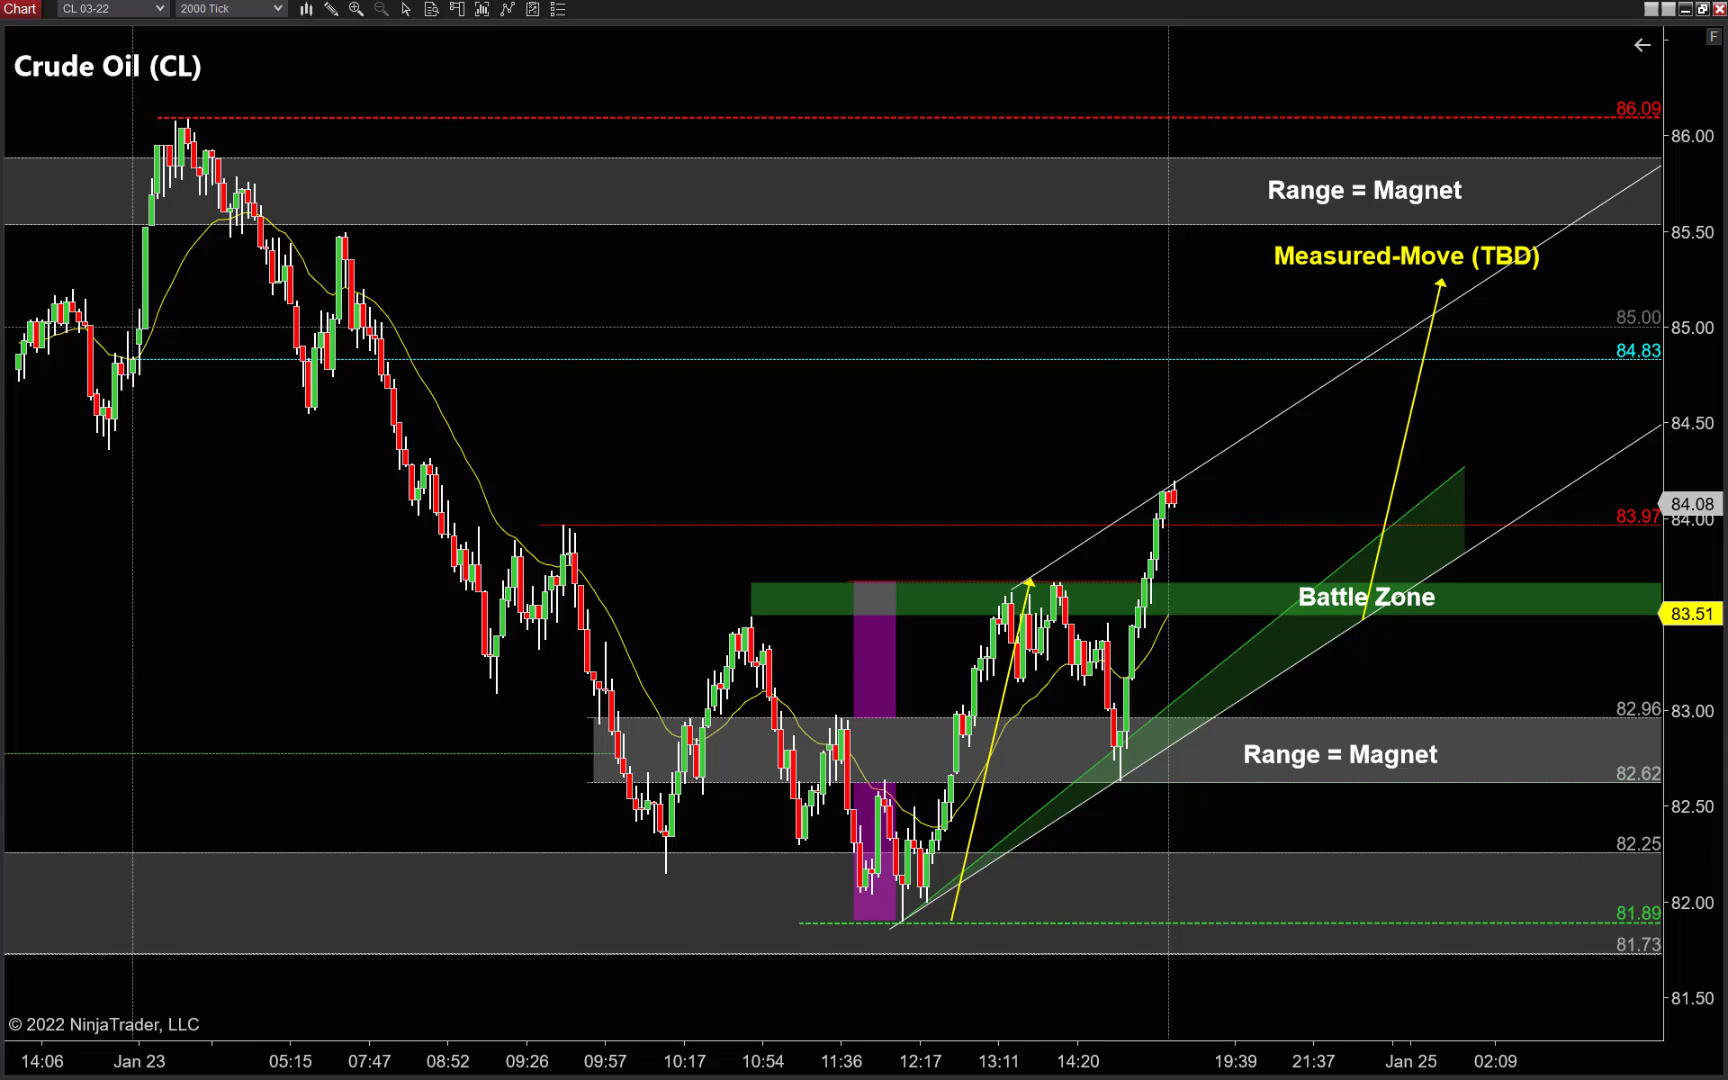 Chart
CL 03-22
2000 Tick
F
Crude Oil (CL)
86.09
86.00
Range = Magnet
85.50
Measured-Move (TBD)
85.00
85.00
84.83
84.50
84.08
83.97
84.00
Battle Zone
83.51
82.96
83.00
Range = Magnet
82.62
82.50
82.25
82.00
81.89
81.73
81.50
© 2022 NinjaTrader, LLC
14:06 Jan 23 05:15 07:47 08:52 09:26 09:57 10:17 10:54 11:36 12:17 13:11 14:20 19:39 21:37 Jan 25 02:09